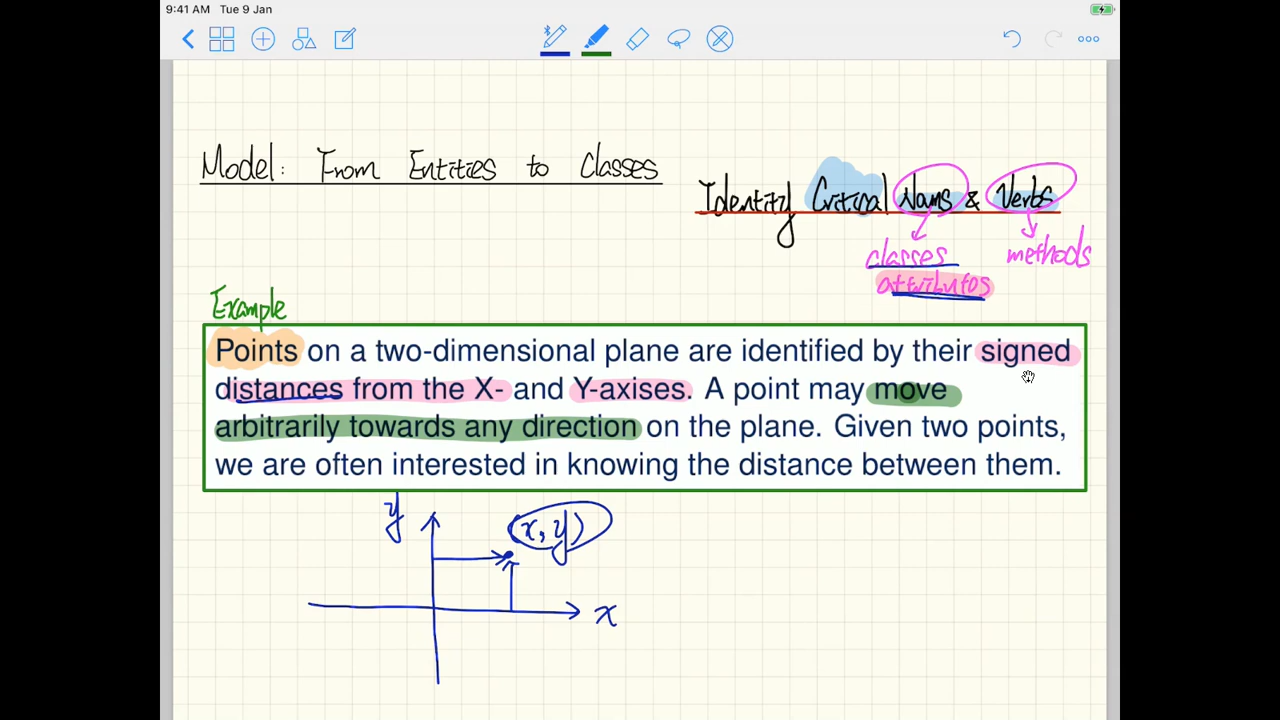 9:41 AM Tue 9 Jan
Model: From Entities to Classes
Identity Critical Nouns & Verbs
classes methods
attributes
Example
Points on a two-dimensional plane are identified by their signed
distances from the X- and Y-axises. A point may move
arbitrarily towards any direction on the plane. Given two points,
we are often interested in knowing the distance between them.
y
(x, y)
x